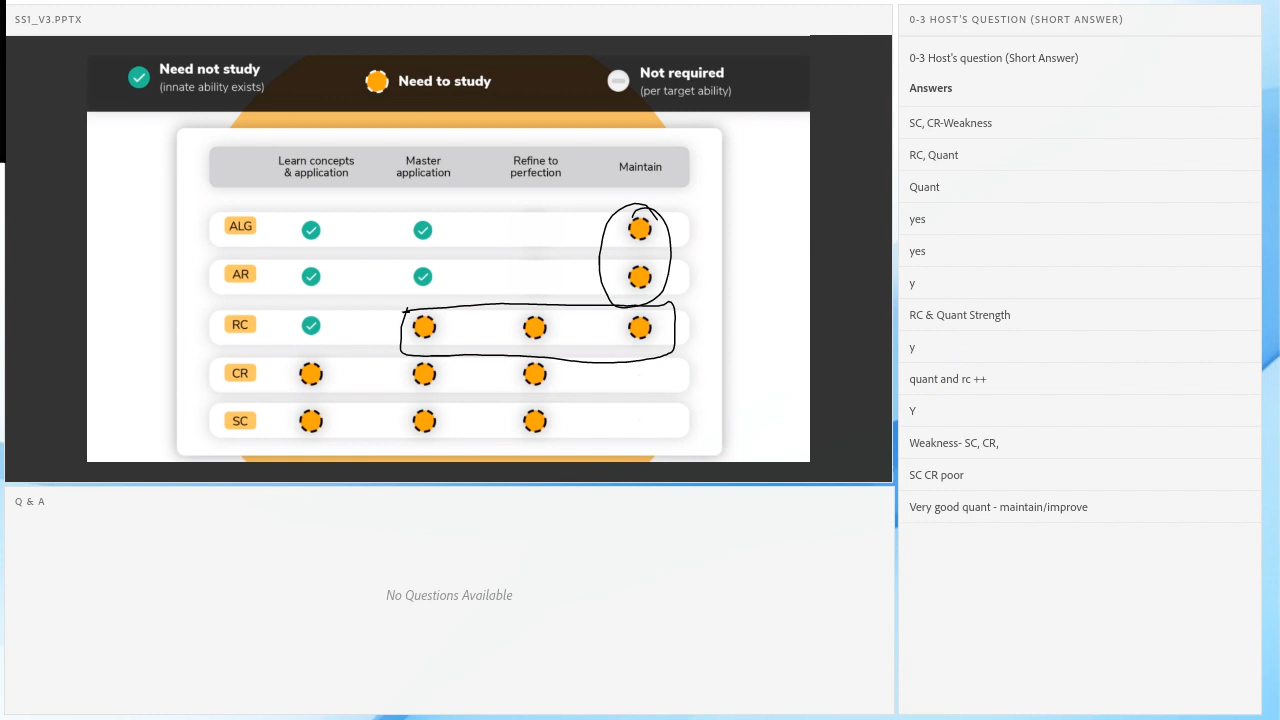 SS1_V3.PPTX
Need not study
(innate ability exists)
Need to study
Not required
(per target ability)
Learn concepts
& application
Master
application
Refine to
perfection
Maintain
ALG
AR
RC
CR
SC
Q & A
No Questions Available
0-3 HOST'S QUESTION (SHORT ANSWER)
0-3 Host's question (Short Answer)
Answers
SC, CR-Weakness
RC, Quant
Quant
yes
yes
y
RC & Quant Strength
y
quant and rc ++
Y
Weakness- SC, CR,
SC CR poor
Very good quant - maintain/improve